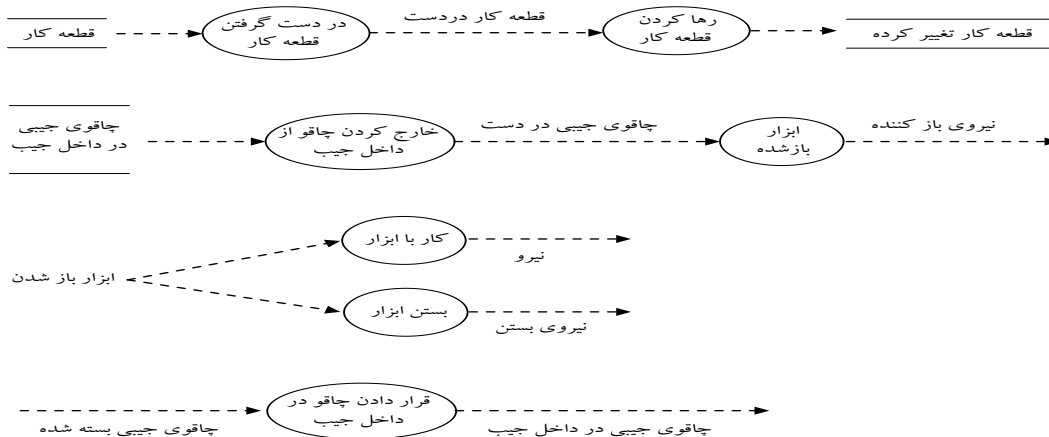 قطعه کار
در دست گرفتن
قطعه کار
قطعه کار دردست
رها کردن
قطعه کار
قطعه کار تغییر کرده
چاقوی جیبی
در داخل جیب
خارج کردن چاقو از
داخل جیب
چاقوی جیبی در دست
ابزار
بازشده
نیروی باز کننده
ابزار باز شدن
کار با ابزار
نیرو
بستن ابزار
نیروی بستن
چاقوی جیبی بسته شده
قرار دادن چاقو در
داخل جیب
چاقوی جیبی در داخل جیب